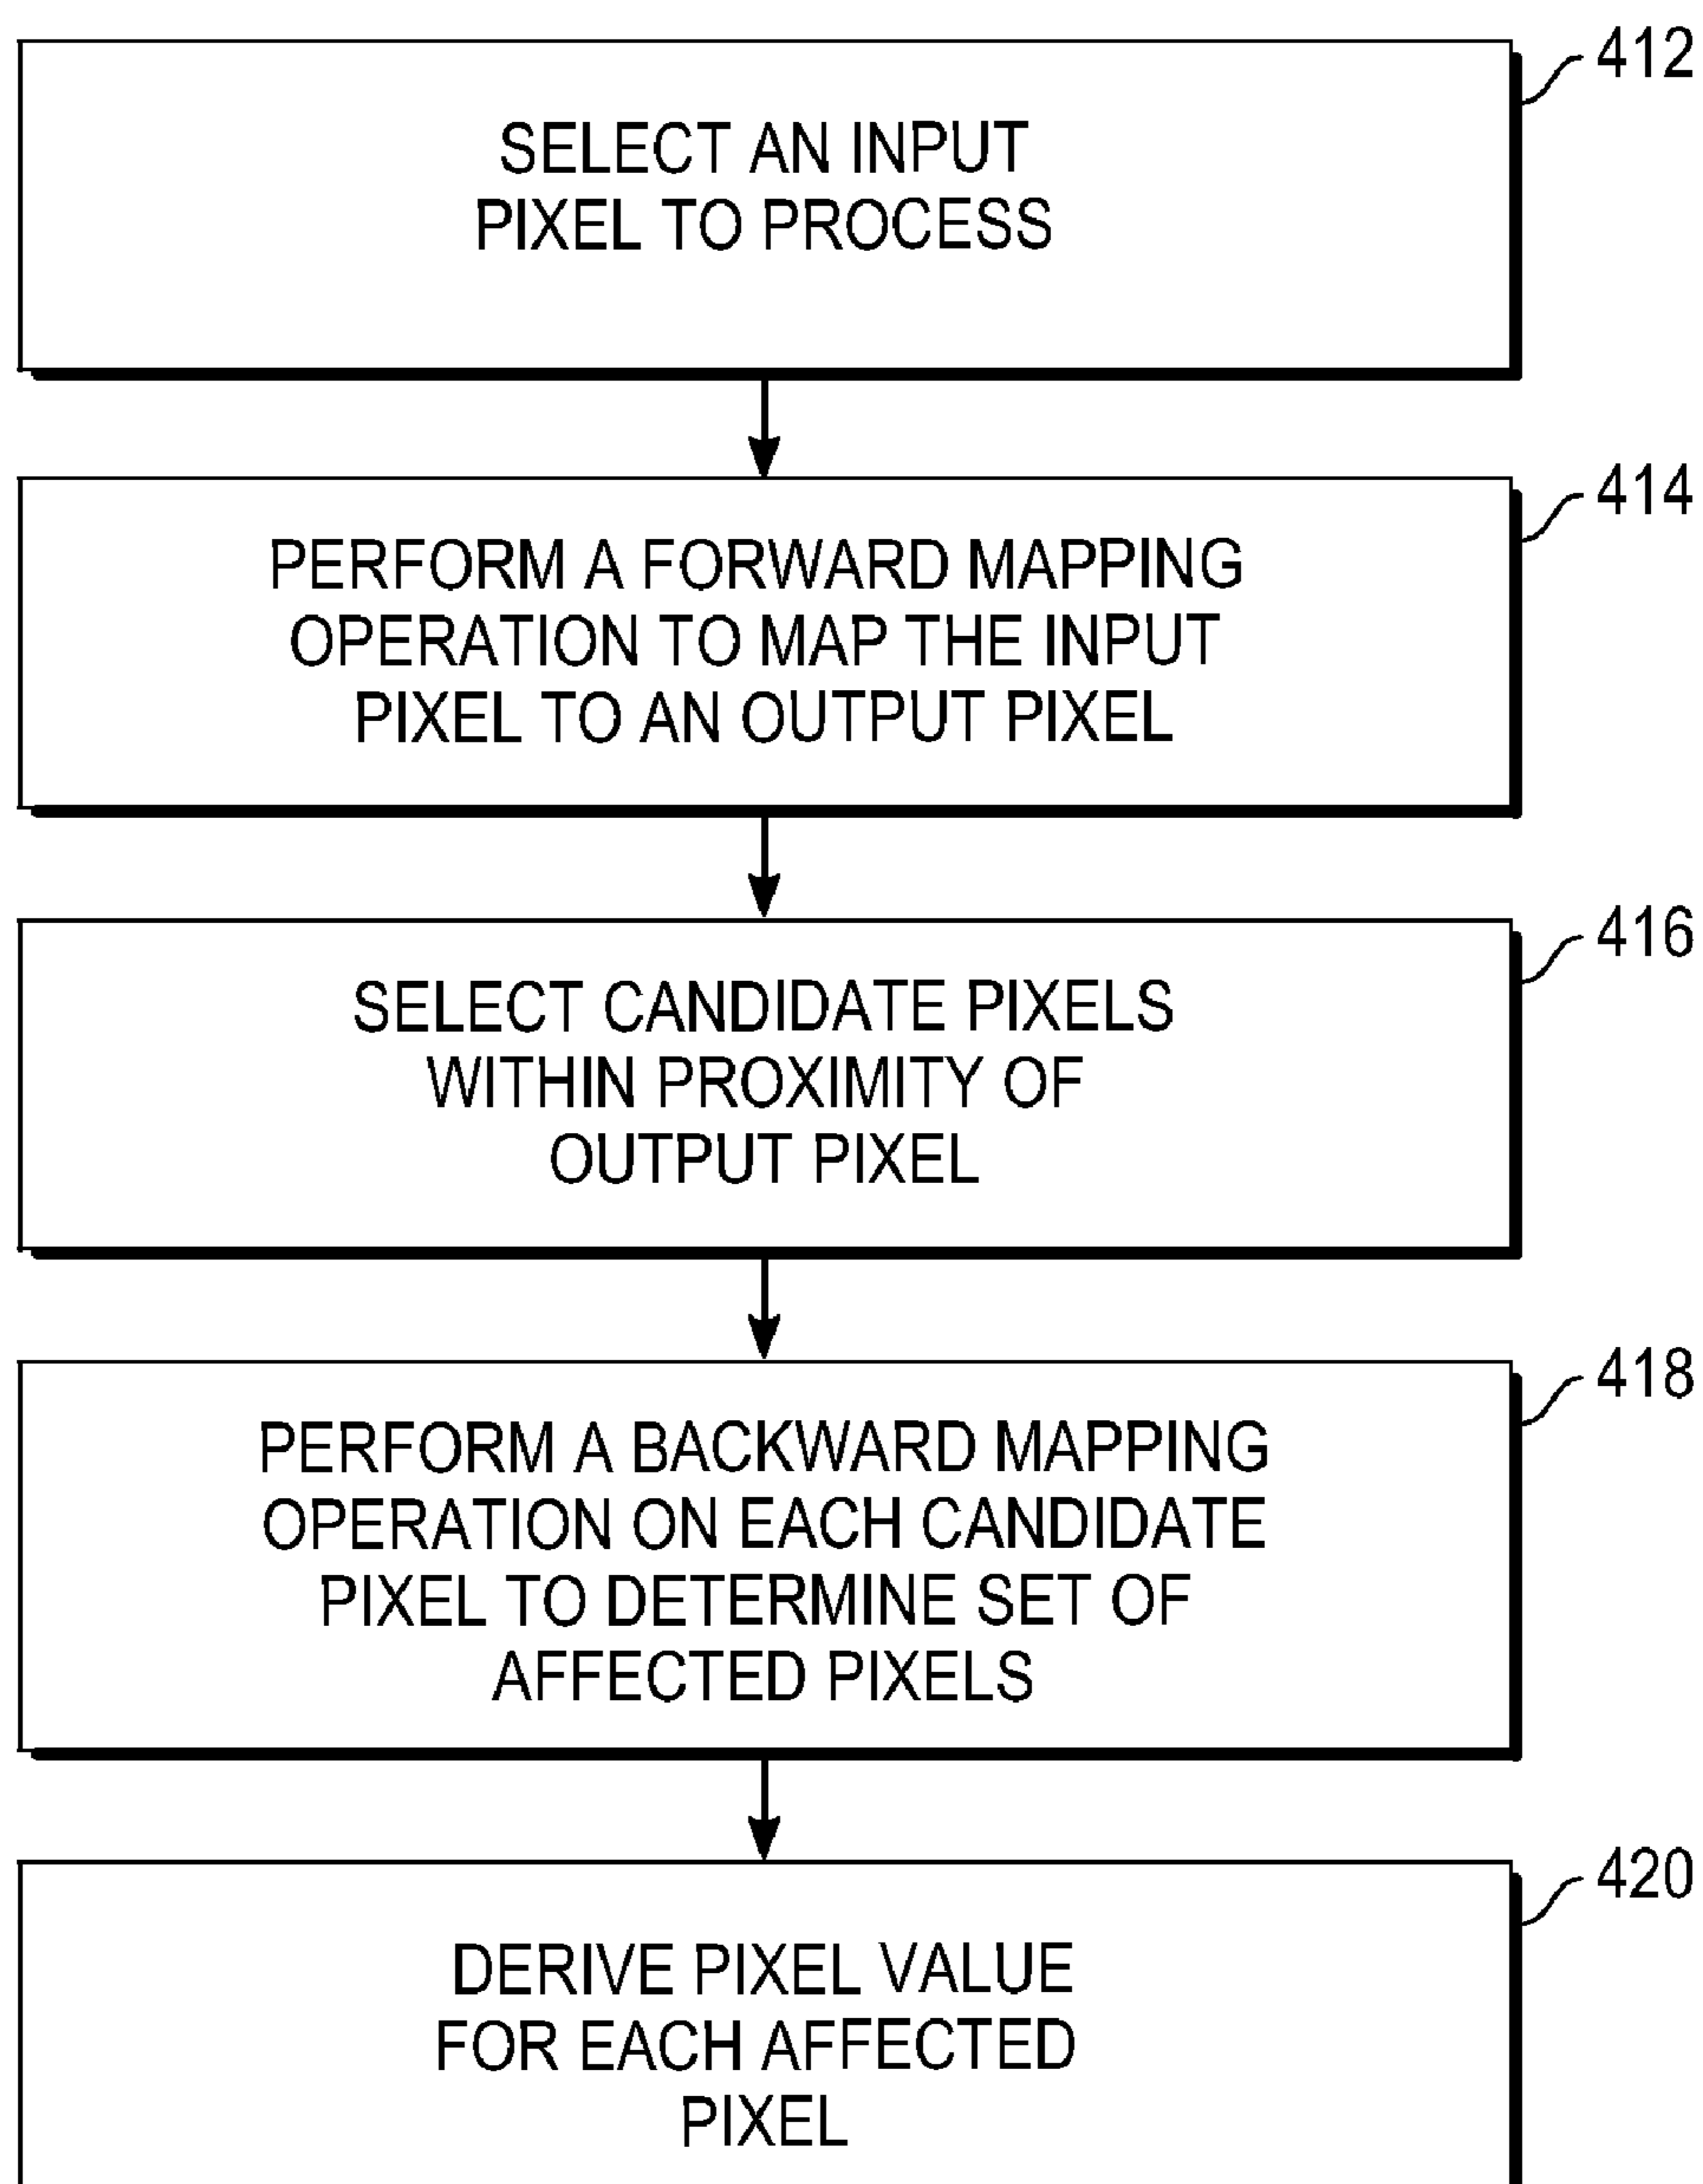 412
SELECT AN INPUT
PIXEL TO PROCESS
414
PERFORM A FORWARD MAPPING
OPERATION TO MAP THE INPUT
PIXEL TO AN OUTPUT PIXEL
416
SELECT CANDIDATE PIXELS
WITHIN PROXIMITY OF
OUTPUT PIXEL
418
PERFORM A BACKWARD MAPPING
OPERATION ON EACH CANDIDATE
PIXEL TO DETERMINE SET OF
AFFECTED PIXELS
420
DERIVE PIXEL VALUE
FOR EACH AFFECTED
PIXEL